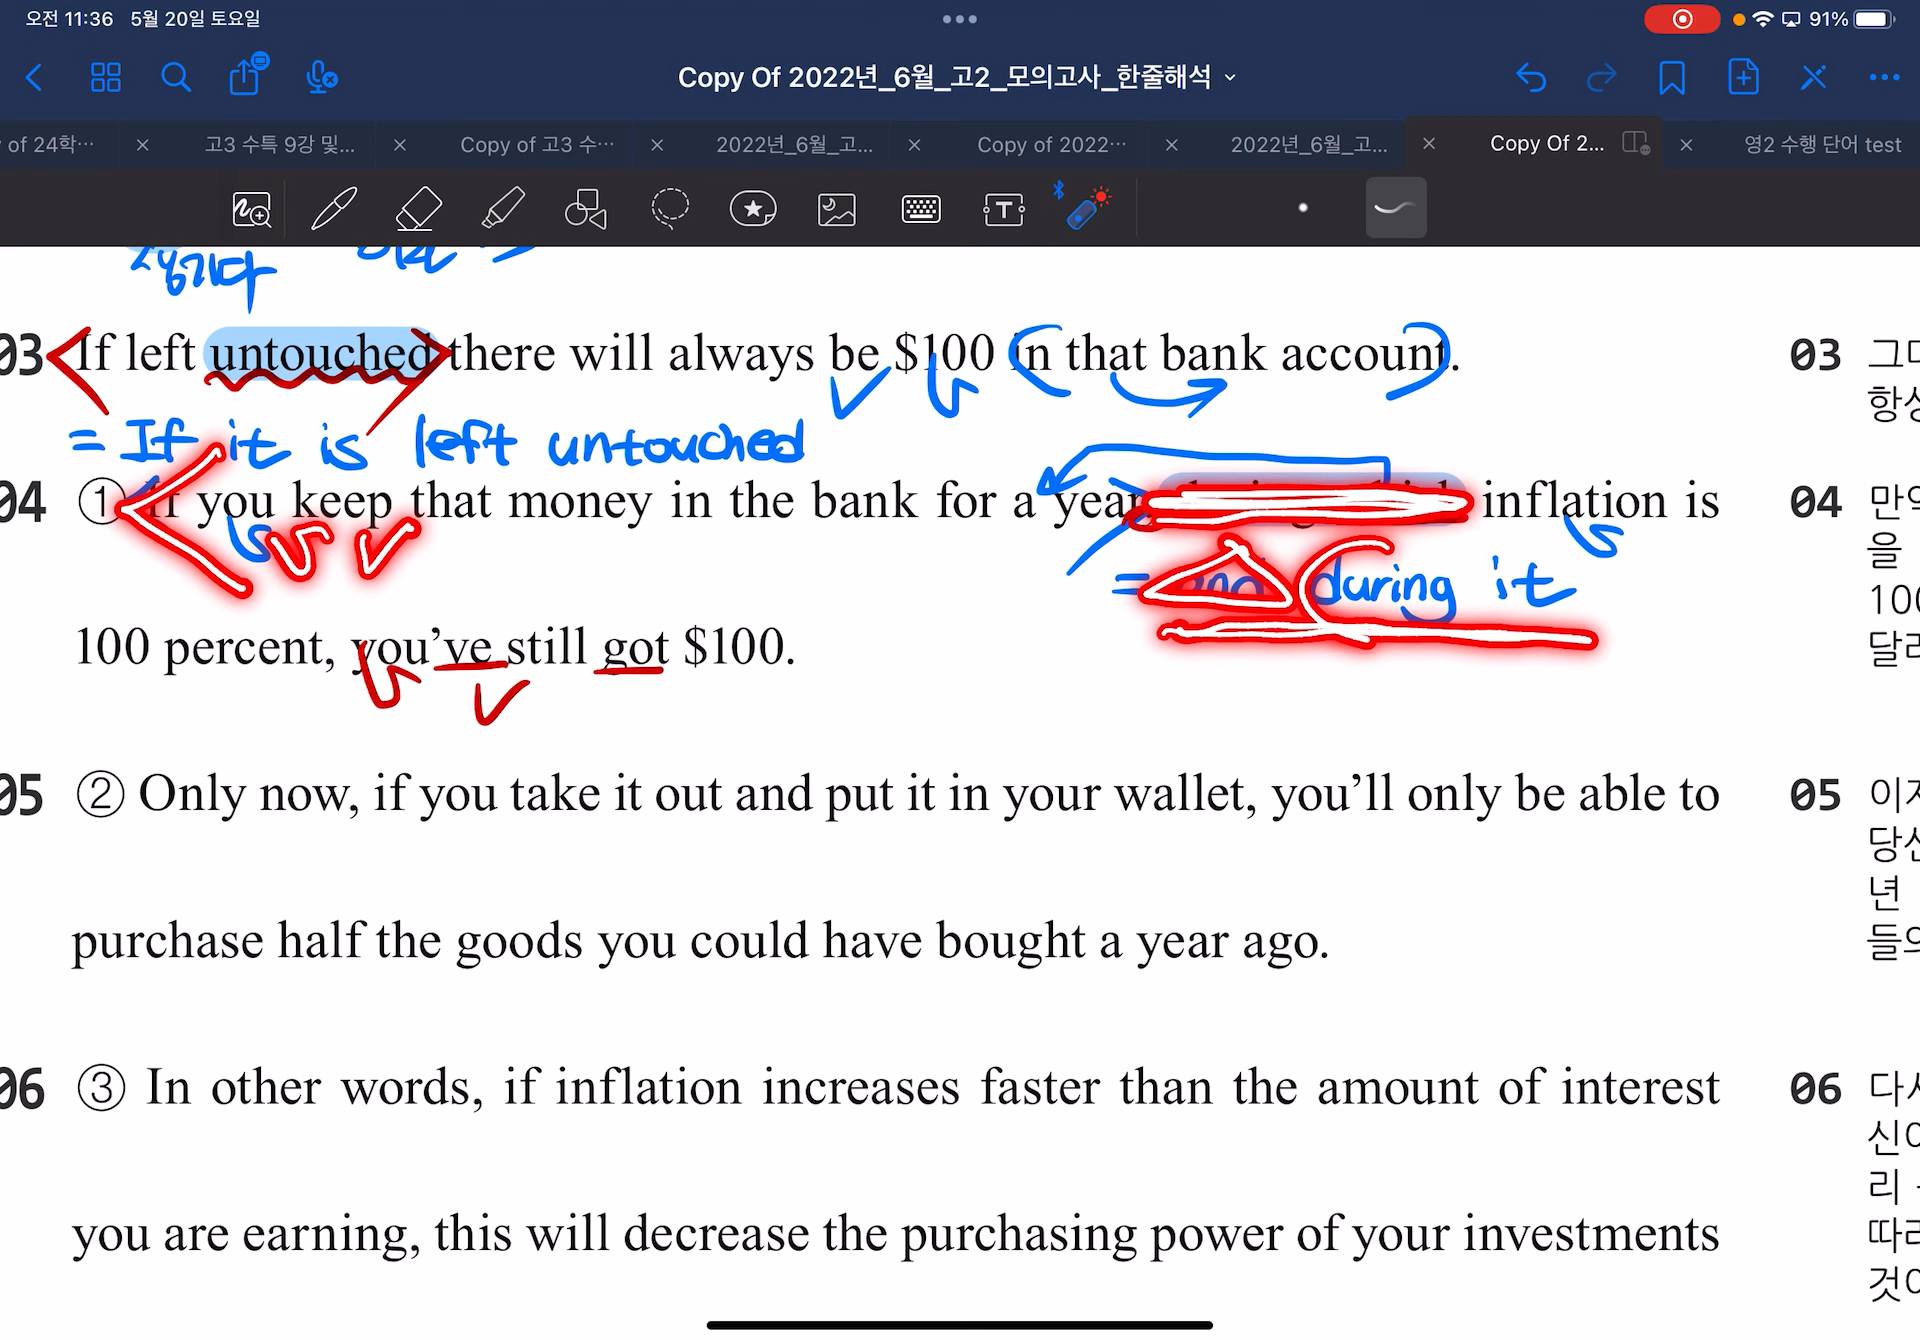 오전 11:36 5월 20일 토요일
91%
Copy Of 2022년_6월_고2_모의고사_한줄해석
of 24학… 고3 수특 9강 및... Copy of 고3 수… 2022년_6월_고... Copy of 2022… 2022년_6월_고... Copy Of 2... 영2 수행 단어 test
03 If left untouched there will always be $100 in that bank account.
= If it is left untouched
04 ① If you keep that money in the bank for a year, inflation is
= and during it
100 percent, you've still got $100.
05 ② Only now, if you take it out and put it in your wallet, you'll only be able to
purchase half the goods you could have bought a year ago.
06 ③ In other words, if inflation increases faster than the amount of interest
you are earning, this will decrease the purchasing power of your investments
03
04
을
100
05
년
06
리